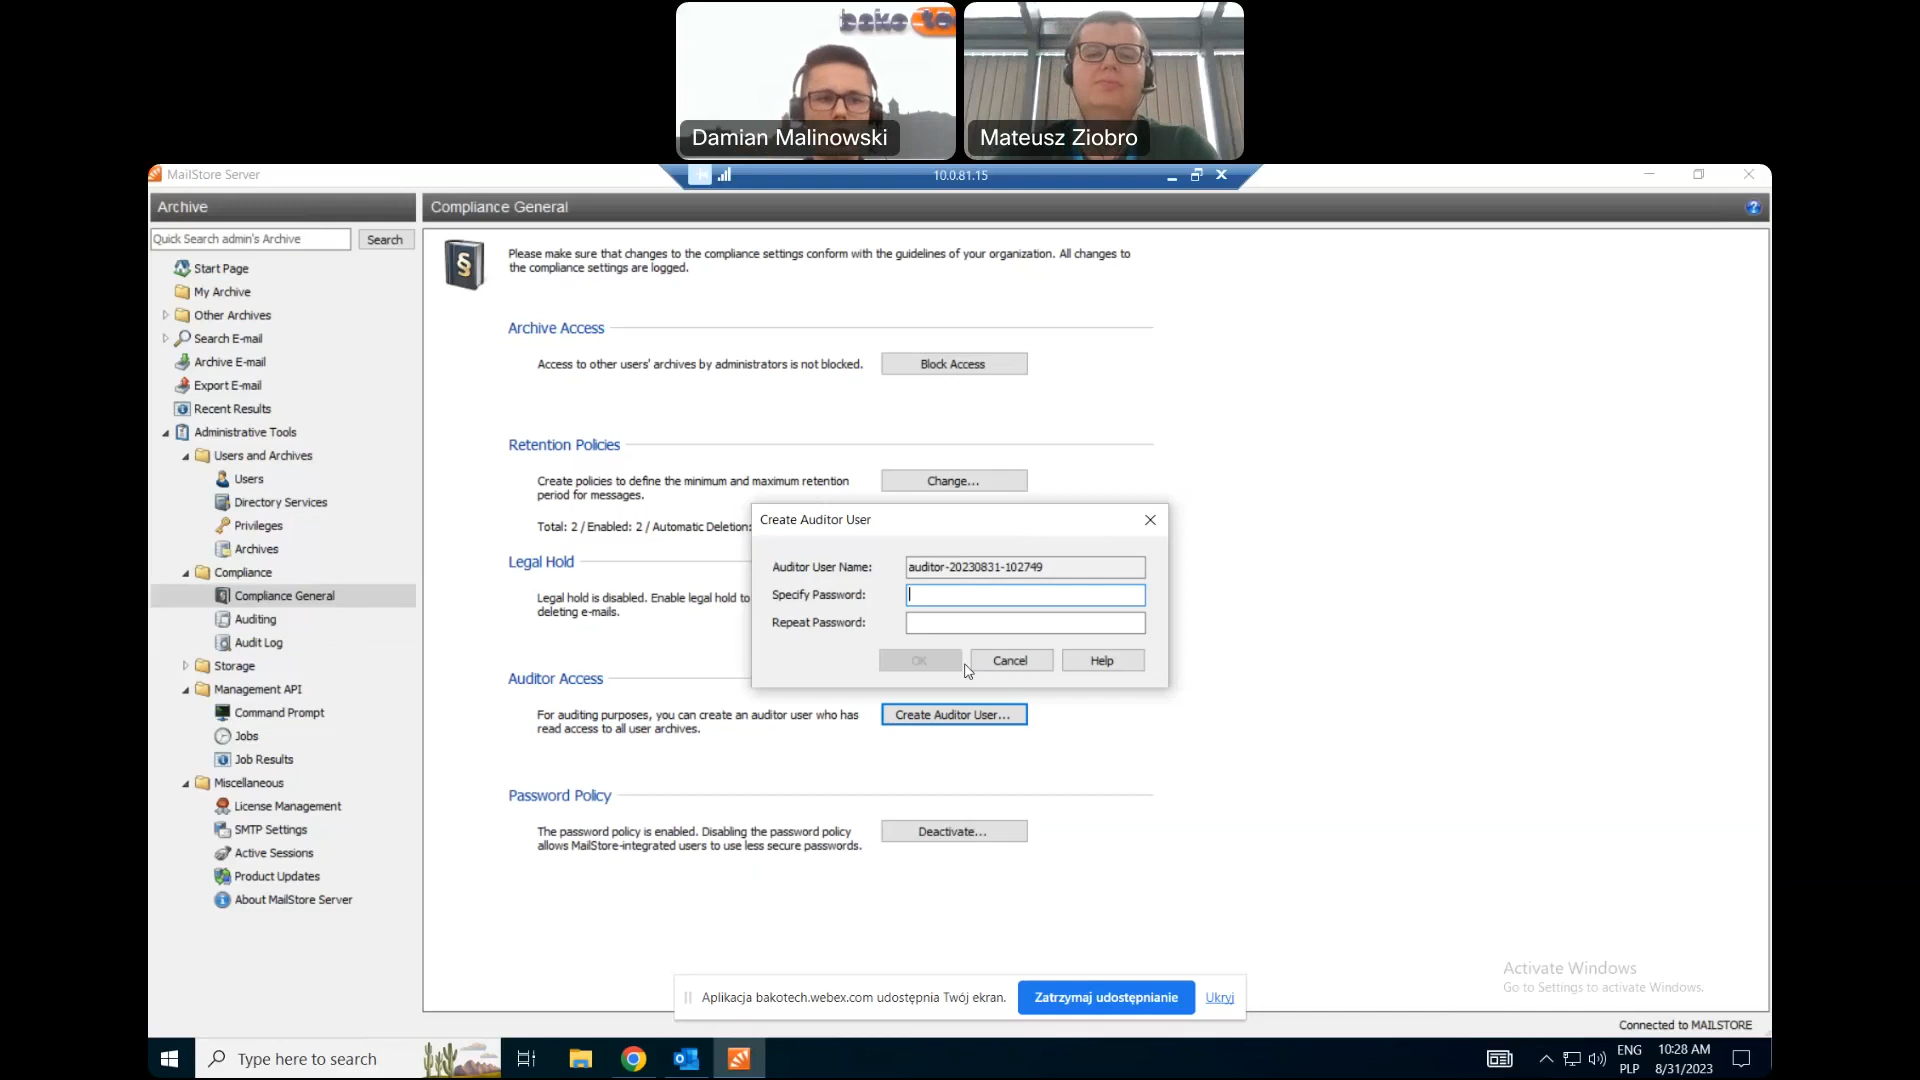 bako
Damian Malinowski
Mateusz Ziobro
MailStore Server
10.0.81.15
Archive
Compliance General
Quick Search admin's Archive
Search
Start Page
My Archive
Other Archives
Search E-mail
Archive E-mail
Export E-mail
Recent Results
Administrative Tools
Users and Archives
Users
Directory Services
Privileges
Archives
Compliance
Compliance General
Auditing
Audit Log
Storage
Management API
Command Prompt
Jobs
Job Results
Miscellaneous
License Management
SMTP Settings
Active Sessions
Product Updates
About MailStore Server
§
Please make sure that changes to the compliance settings conform with the guidelines of your organization. All changes to
the compliance settings are logged.
Archive Access
Access to other users' archives by administrators is not blocked.
Block Access
Retention Policies
Create policies to define the minimum and maximum retention
period for messages.
Change...
Total: 2 / Enabled: 2 / Automatic Deletion:
Legal Hold
Legal hold is disabled. Enable legal hold to
deleting e-mails.
Create Auditor User
Auditor User Name:
auditor-20230831-102749
Specify Password:
Repeat Password:
OK
Cancel
Help
Auditor Access
For auditing purposes, you can create an auditor user who has
read access to all user archives.
Create Auditor User...
Password Policy
The password policy is enabled. Disabling the password policy
allows MailStore-integrated users to use less secure passwords.
Deactivate...
Activate Windows
Go to Settings to activate Windows.
Aplikacja bakotech.webex.com udostępnia Twój ekran.
Zatrzymaj udostępnianie
Ukryj
Connected to MAILSTORE
Type here to search
ENG
PLP
10:28 AM
8/31/2023